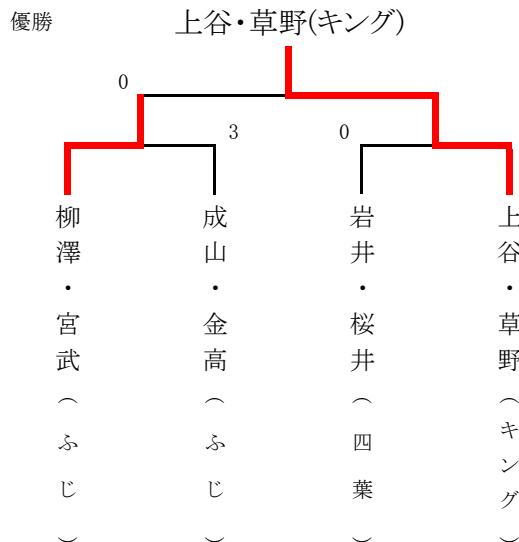 優勝
上谷・草野(キング)
0
3
0
柳澤・宮武(ふじ)
成山・金高(ふじ)
岩井・桜井(四葉)
上谷・草野(キング)